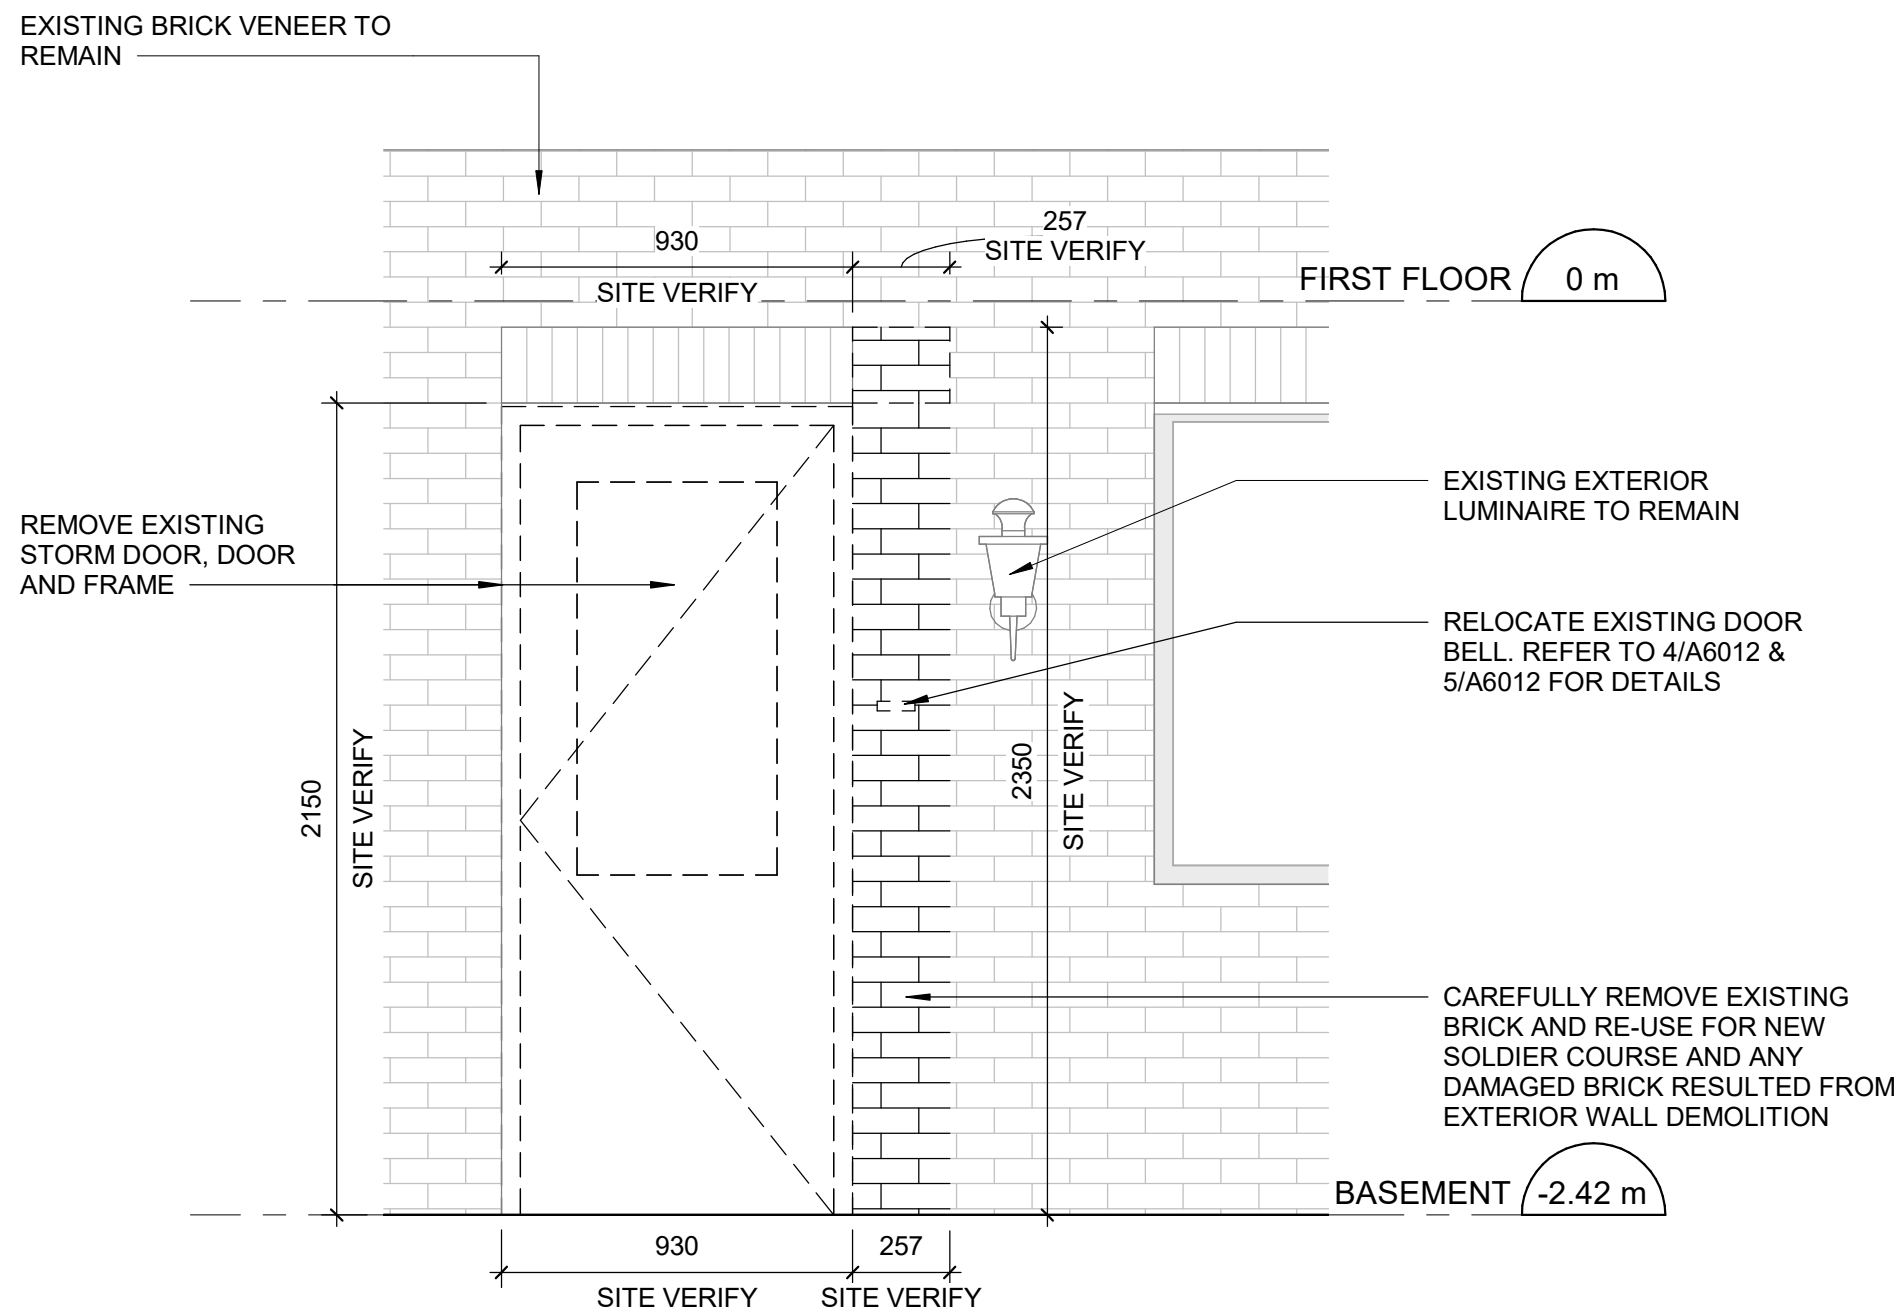 EXISTING BRICK VENEER TO
REMAIN
930
SITE VERIFY
257
SITE VERIFY
FIRST FLOOR
0 m
REMOVE EXISTING
STORM DOOR, DOOR
AND FRAME
EXISTING EXTERIOR
LUMINAIRE TO REMAIN
RELOCATE EXISTING DOOR
BELL. REFER TO 4/A6012 &
5/A6012 FOR DETAILS
2150
SITE VERIFY
2350
SITE VERIFY
CAREFULLY REMOVE EXISTING
BRICK AND RE-USE FOR NEW
SOLDIER COURSE AND ANY
DAMAGED BRICK RESULTED FROM
EXTERIOR WALL DEMOLITION
BASEMENT
-2.42 m
930
SITE VERIFY
257
SITE VERIFY